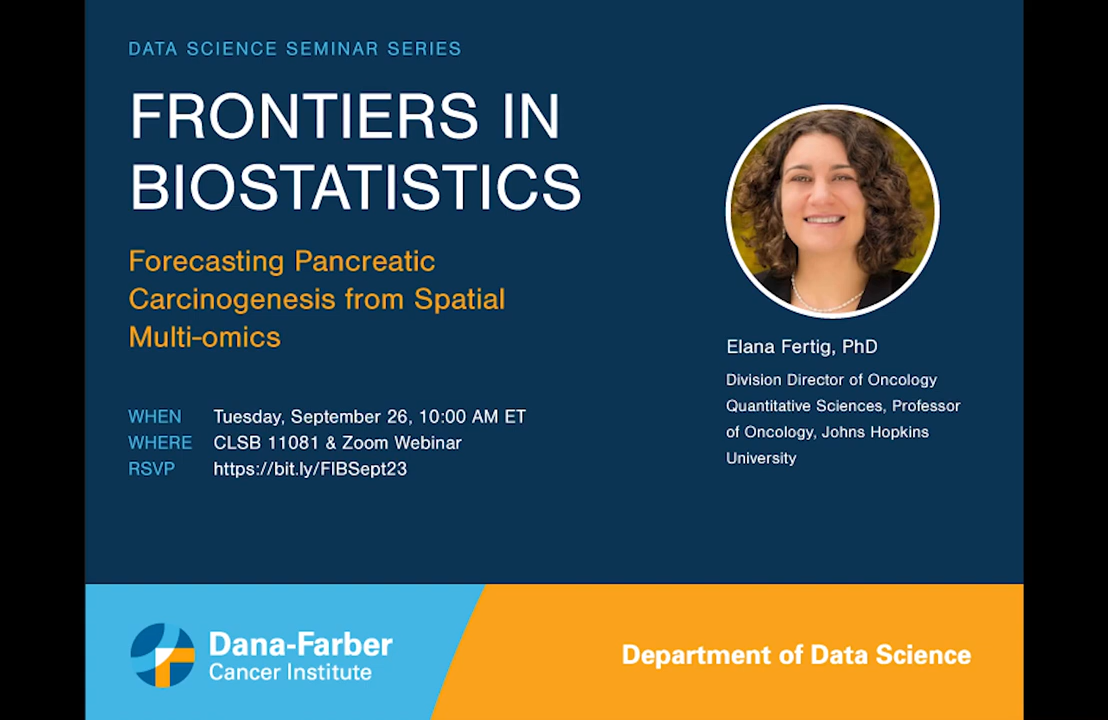 DATA SCIENCE SEMINAR SERIES
FRONTIERS IN
BIOSTATISTICS
Forecasting Pancreatic
Carcinogenesis from Spatial
Multi-omics
WHEN Tuesday, September 26, 10:00 AM ET
WHERE CLSB 11081 & Zoom Webinar
RSVP https://bit.ly/FIBSept23
Elana Fertig, PhD
Division Director of Oncology
Quantitative Sciences, Professor
of Oncology, Johns Hopkins
University
Dana-Farber
Cancer Institute
Department of Data Science